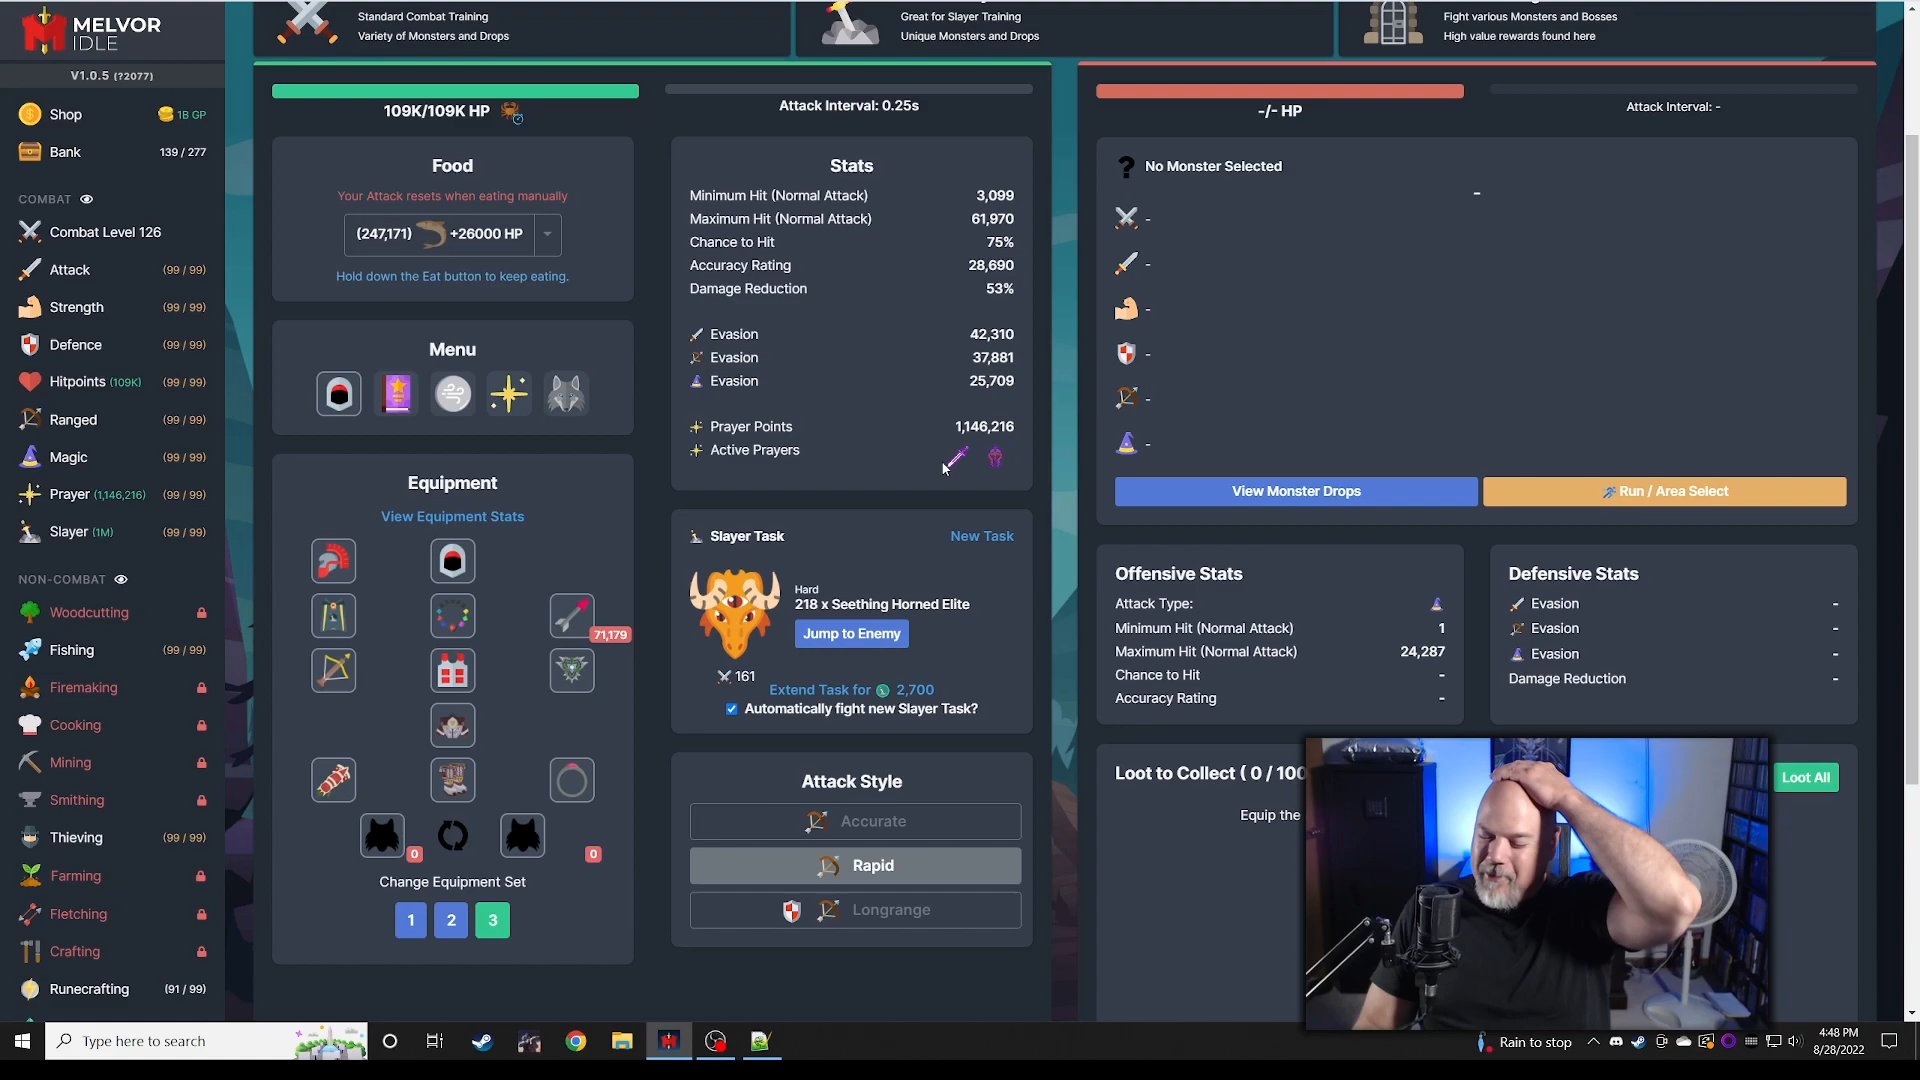 MELVOR
IDLE
V1.0.5 (?2077)
Shop 1B GP
Bank 139 / 277
COMBAT
Combat Level 126
Attack (99 / 99)
Strength (99 / 99)
Defence (99 / 99)
Hitpoints (109K) (99 / 99)
Ranged (99 / 99)
Magic (99 / 99)
Prayer (1,146,216) (99 / 99)
Slayer (1M) (99 / 99)
NON-COMBAT
Woodcutting
Fishing (99 / 99)
Firemaking
Cooking
Mining
Smithing
Thieving (99 / 99)
Farming
Fletching
Crafting
Runecrafting (91 / 99)
Standard Combat Training
Variety of Monsters and Drops
Great for Slayer Training
Unique Monsters and Drops
Fight various Monsters and Bosses
High value rewards found here
109K/109K HP
Food
Your Attack resets when eating manually
(247,171) +26000 HP
Hold down the Eat button to keep eating.
Menu
Equipment
View Equipment Stats
71,179
0
0
Change Equipment Set
1 2 3
Attack Interval: 0.25s
Stats
Minimum Hit (Normal Attack) 3,099
Maximum Hit (Normal Attack) 61,970
Chance to Hit 75%
Accuracy Rating 28,690
Damage Reduction 53%
Evasion 42,310
Evasion 37,881
Evasion 25,709
Prayer Points 1,146,216
Active Prayers
Slayer Task New Task
Hard
218 x Seething Horned Elite
Jump to Enemy
161
Extend Task for 2,700
Automatically fight new Slayer Task?
Attack Style
Accurate
Rapid
Longrange
-/- HP
Attack Interval: -
? No Monster Selected
-
-
-
-
-
-
-
View Monster Drops
Run / Area Select
Offensive Stats
Attack Type:
Minimum Hit (Normal Attack) 1
Maximum Hit (Normal Attack) 24,287
Chance to Hit -
Accuracy Rating -
Defensive Stats
Evasion -
Evasion -
Evasion -
Damage Reduction -
Loot to Collect ( 0 / 100
Loot All
Equip the
Type here to search
Rain to stop
4:48 PM
8/28/2022